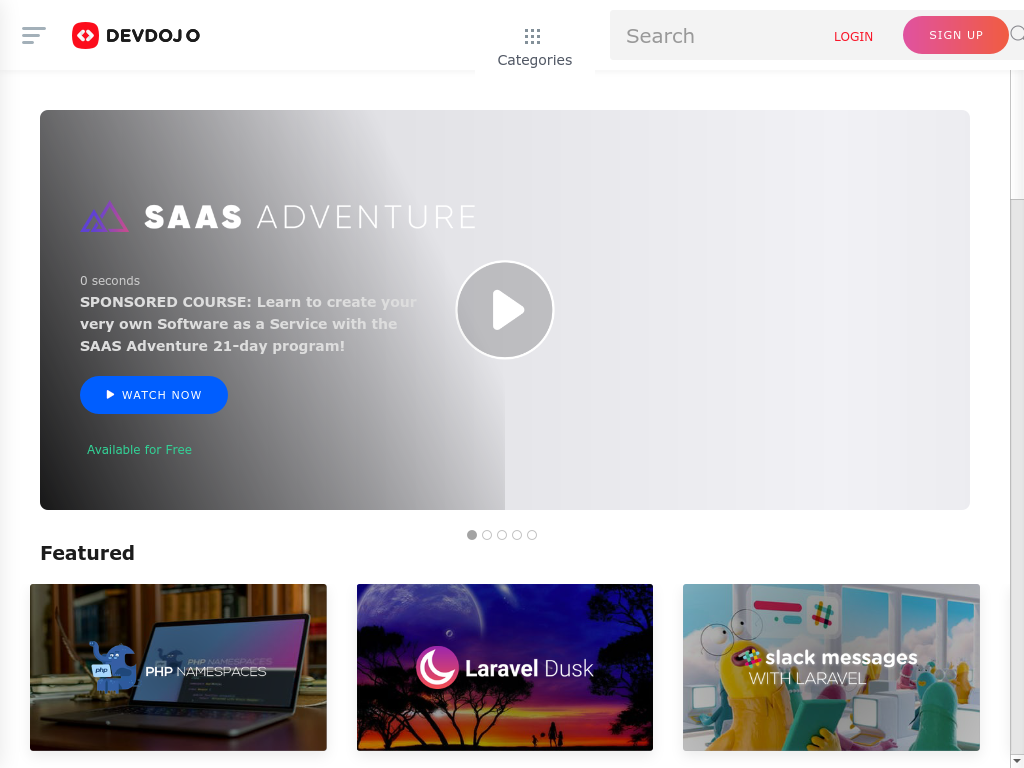 DEVDOJO
Categories
Search
LOGIN
SIGN UP
SAAS ADVENTURE
0 seconds
SPONSORED COURSE: Learn to create your
very own Software as a Service with the
SAAS Adventure 21-day program!
WATCH NOW
Available for Free
Featured
php
PHP NAMESPACES
PHP NAMESPACES
Laravel Dusk
slack messages
WITH LARAVEL